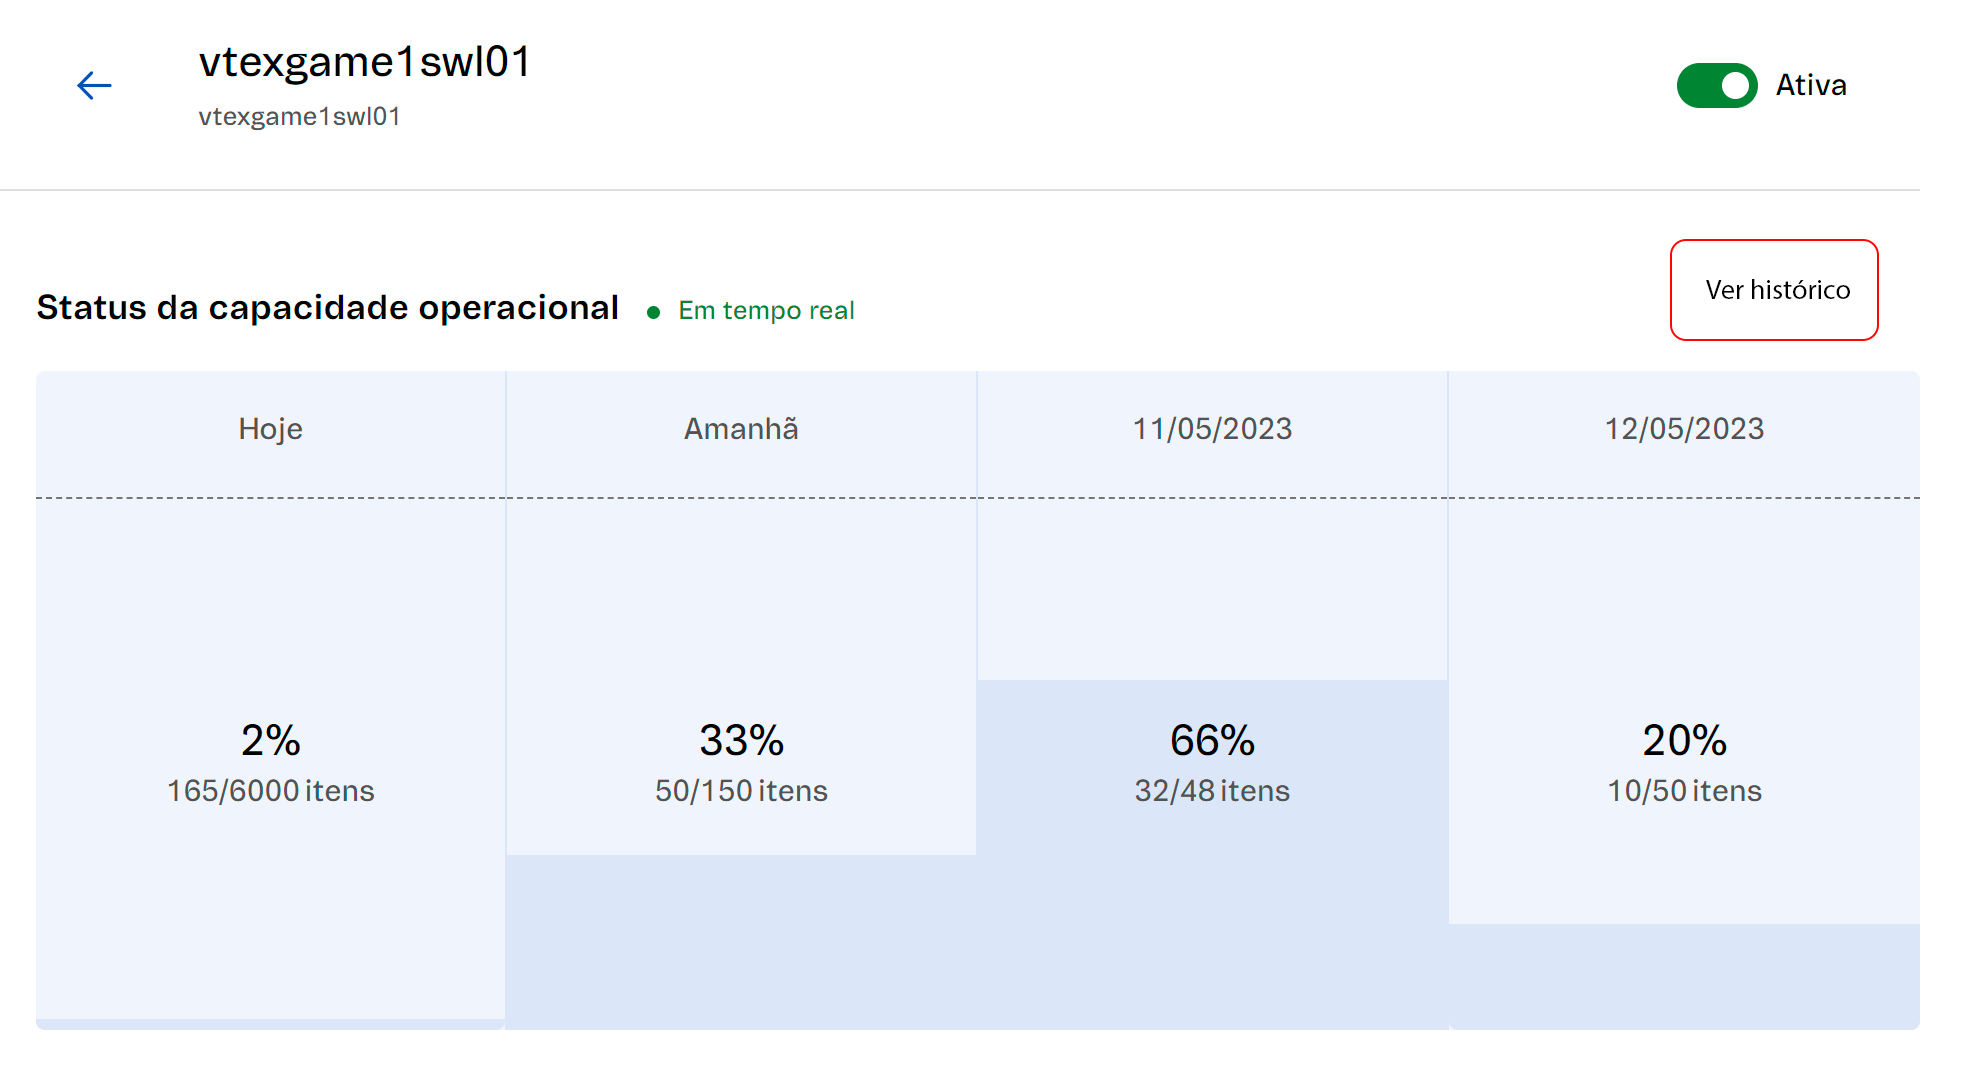 vtexgame1swl01
vtexgame1swl01
Ativa
Ver histórico
Status da capacidade operacional
Em tempo real
Hoje
Amanhã
11/05/2023
12/05/2023
2%
33%
66%
20%
165/6000 itens
50/150 itens
32/48 itens
10/50 itens